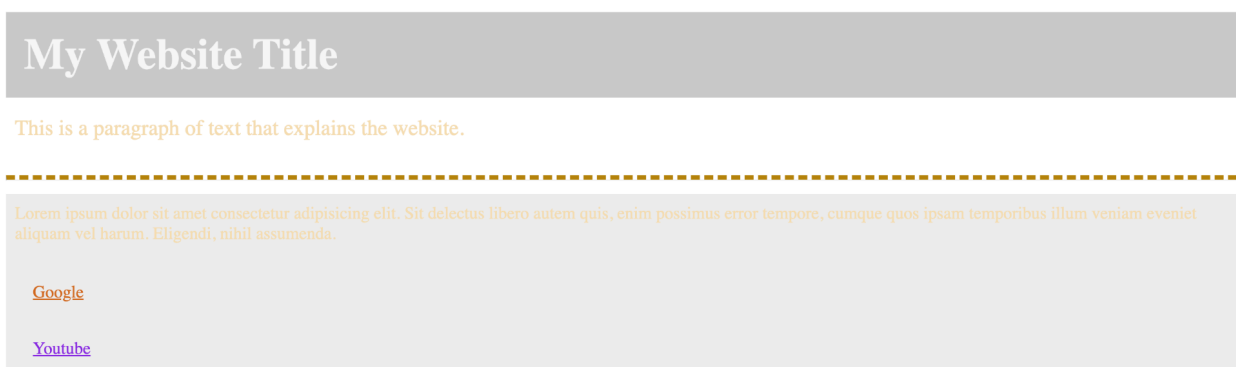 My Website Title
This is a paragraph of text that explains the website.
Lorem ipsum dolor sit amet consectetur adipisicing elit. Sit delectus libero autem quis, enim possimus error tempore, cumque quos ipsam temporibus illum veniam eveniet
aliquam vel harum. Eligendi, nihil assumenda.
Google
Youtube